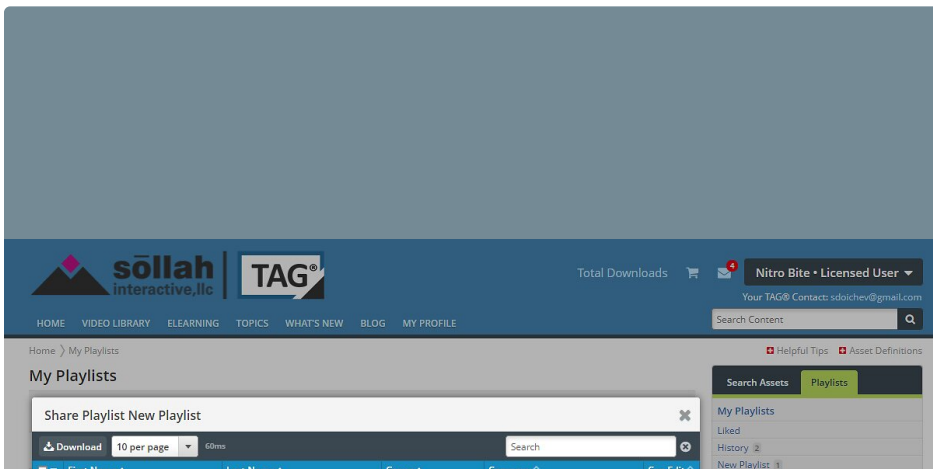 sōllah
interactive,llc
TAG®
Total Downloads
4
Nitro Bite • Licensed User
Your TAG® Contact: sdoichev@gmail.com
HOME VIDEO LIBRARY ELEARNING TOPICS WHAT'S NEW BLOG MY PROFILE
Search Content
Home 〉 My Playlists
Helpful Tips Asset Definitions
My Playlists
Search Assets Playlists
Share Playlist New Playlist
My Playlists
Liked
Download 10 per page 60ms Search
History 2
New Playlist 1